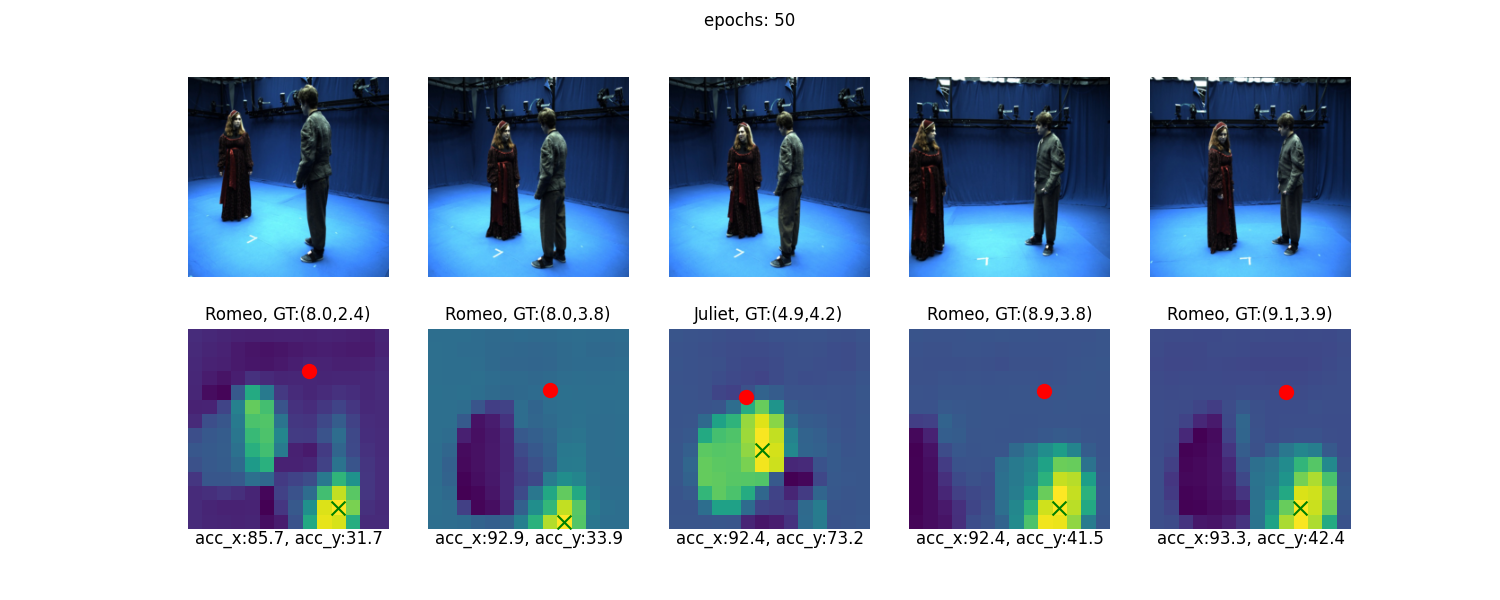 epochs: 50
Romeo, GT:(8.0,2.4)
Romeo, GT:(8.0,3.8)
Juliet, GT:(4.9,4.2)
Romeo, GT:(8.9,3.8)
Romeo, GT:(9.1,3.9)
acc_x:85.7, acc_y:31.7
acc_x:92.9, acc_y:33.9
acc_x:92.4, acc_y:73.2
acc_x:92.4, acc_y:41.5
acc_x:93.3, acc_y:42.4